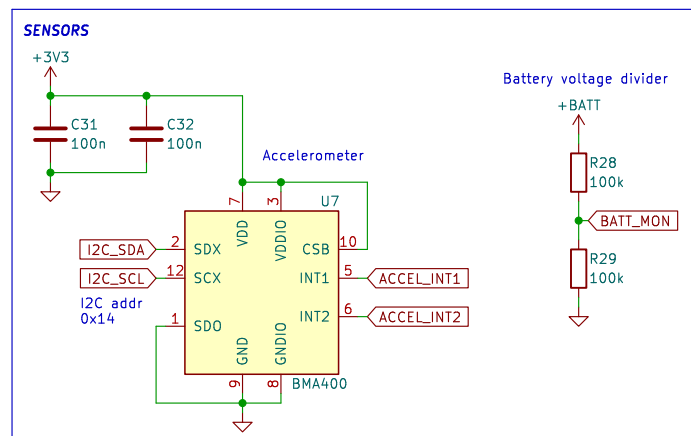 SENSORS
+3V3
C31
100n
C32
100n
Accelerometer
U7
7
3
VDD
VDDIO
I2C_SDA
2
SDX
CSB
10
I2C_SCL
12
SCX
INT1
5
ACCEL_INT1
I2C addr
0x14
1
SDO
INT2
6
ACCEL_INT2
GND
GNDIO
9
8
BMA400
Battery voltage divider
+BATT
R28
100k
BATT_MON
R29
100k